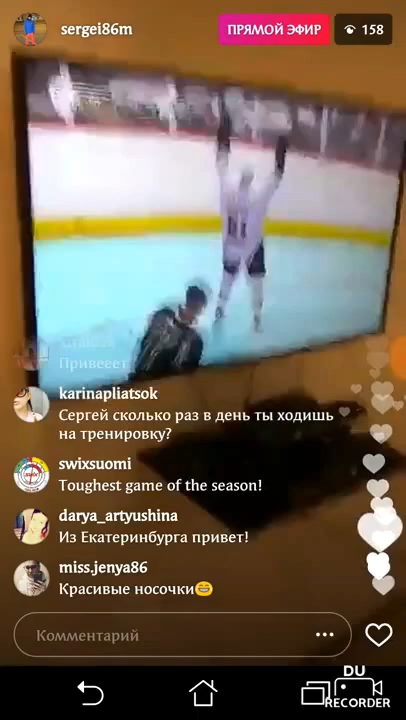 sergei86m
ПРЯМОЙ ЭФИР
158
Привееет
karinapliatsok
Сергей сколько раз в день ты ходишь
на тренировку?
swixsuomi
Toughest game of the season!
darya_artyushina
Из Екатеринбурга привет!
miss.jenya86
Красивые носочки😁
Комментарий
DU
RECORDER